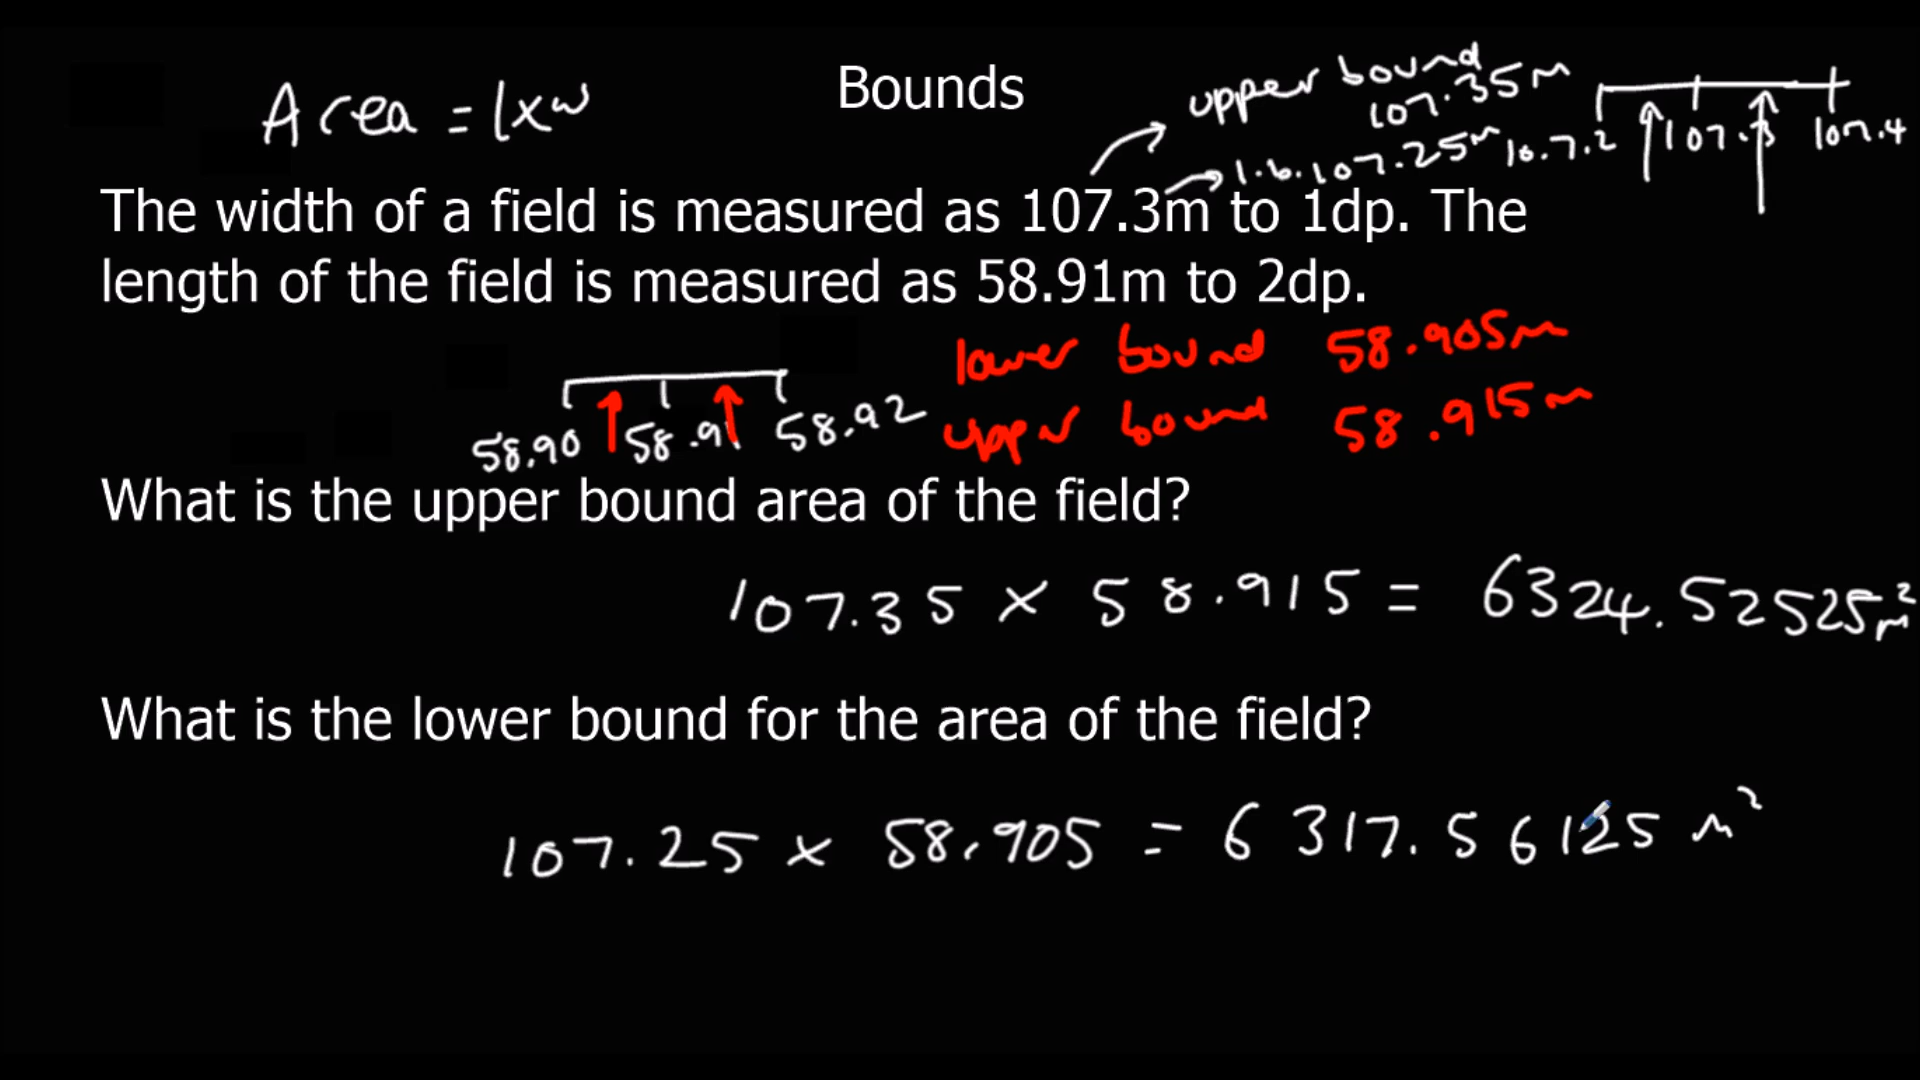 Bounds
Area = l x w
upper bound
107.35m
l.b. 107.25m
10.7.2 107.3 107.4
The width of a field is measured as 107.3m to 1dp. The
length of the field is measured as 58.91m to 2dp.
lower bound 58.905m
upper bound 58.915m
58.90 58.91 58.92
What is the upper bound area of the field?
107.35 x 58.915 = 6324.52525m²
What is the lower bound for the area of the field?
107.25 x 58.905 = 6317.56125 m²